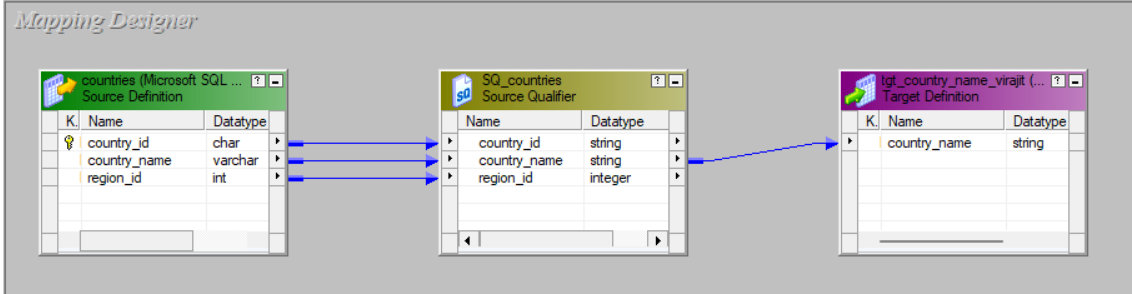 Mapping Designer
countries (Microsoft SQL ... ? -
Source Definition
K. Name Datatype
country_id char
country_name varchar
region_id int
SQ
SQ_countries ? -
Source Qualifier
Name Datatype
country_id string
country_name string
region_id integer
tgt_country_name_virajit (... ? -
Target Definition
K. Name Datatype
country_name string